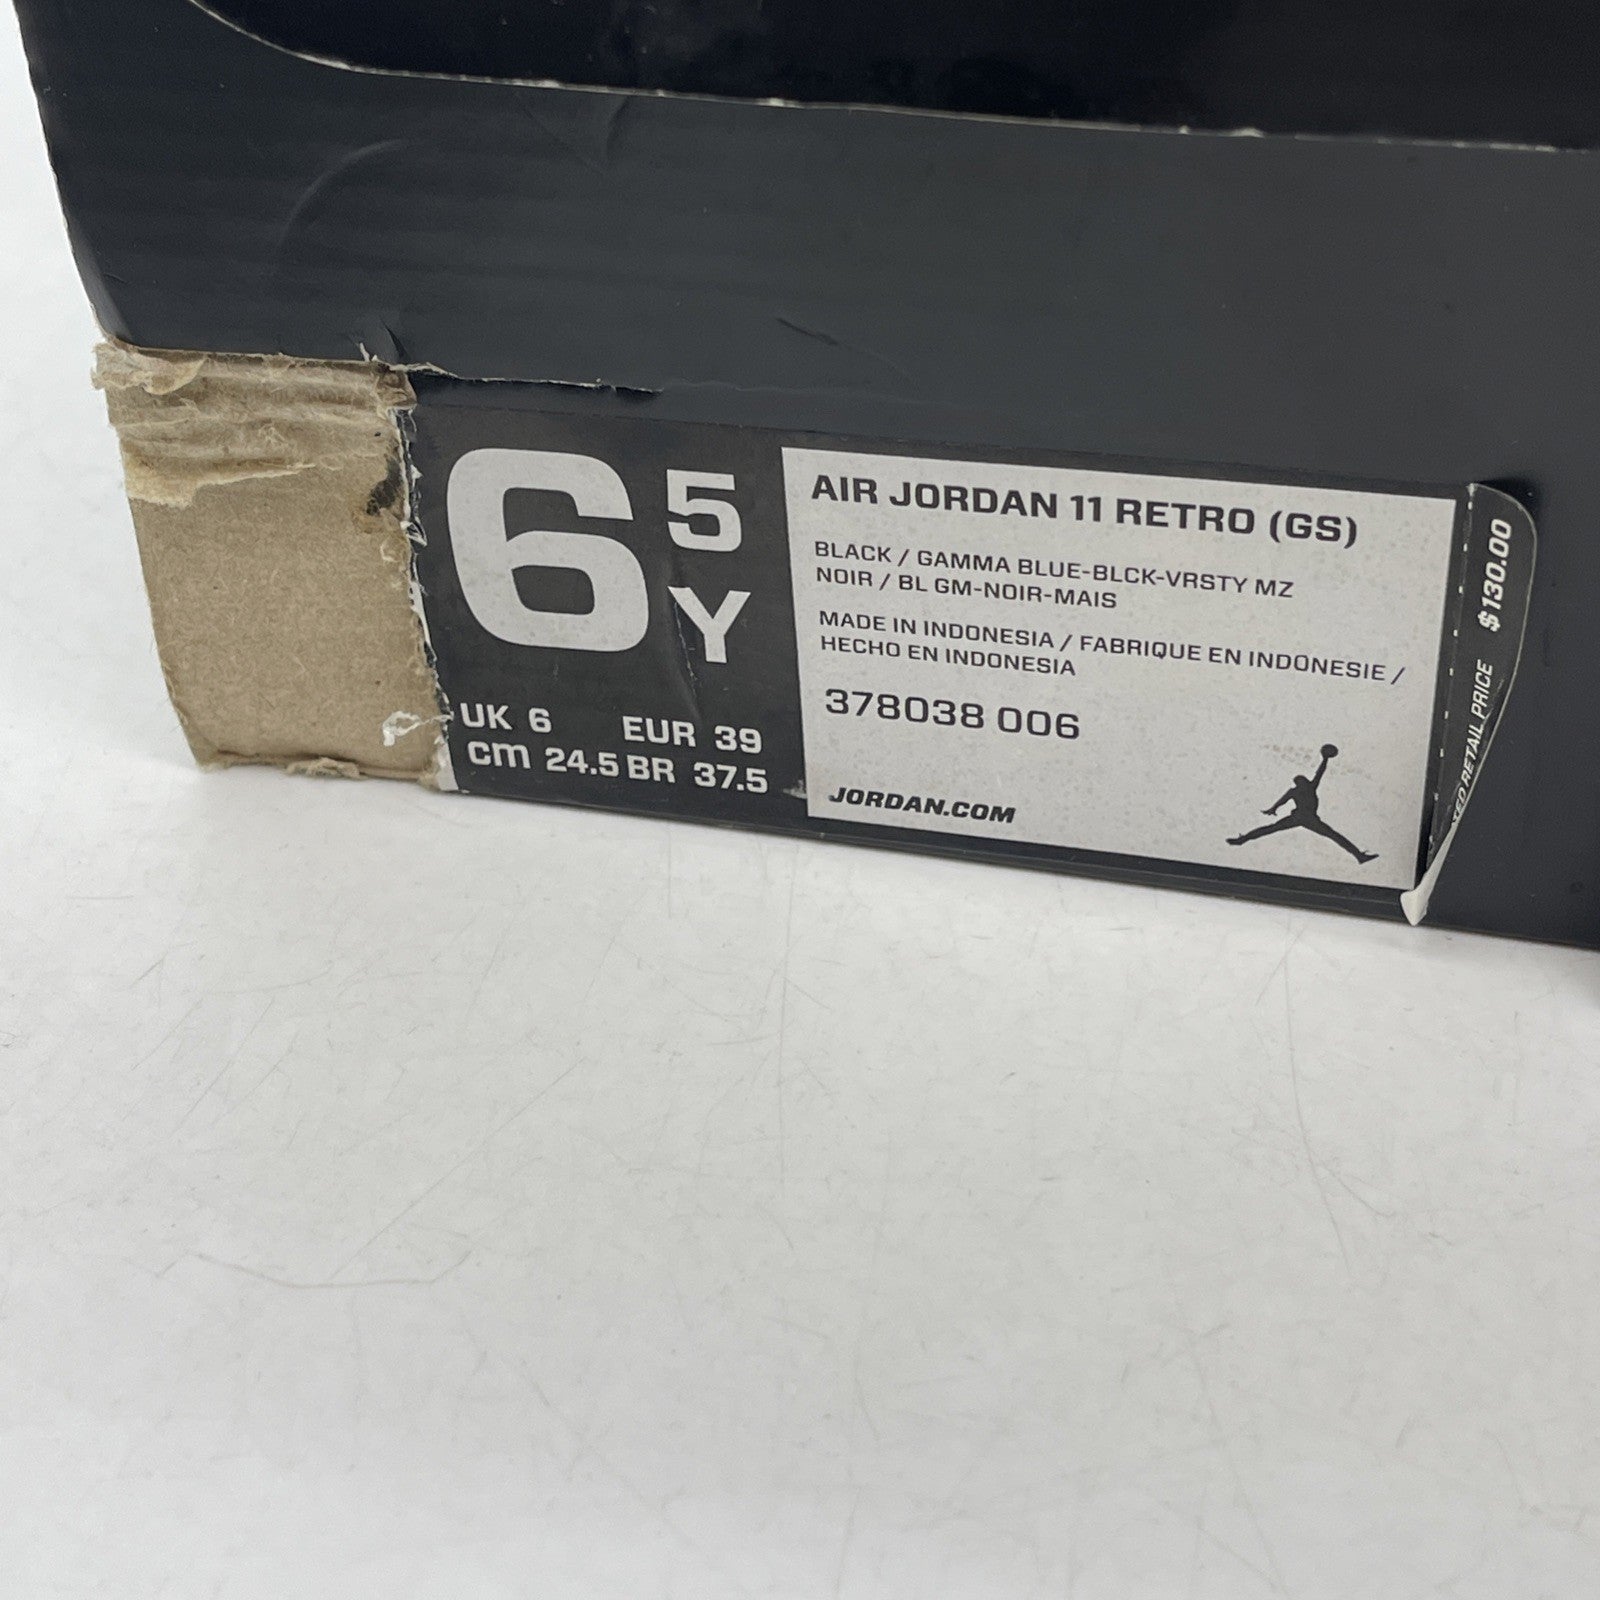 6 5 Y
UK 6 EUR 39
CM 24.5 BR 37.5
AIR JORDAN 11 RETRO (GS)
BLACK / GAMMA BLUE-BLCK-VRSTY MZ
NOIR / BL GM-NOIR-MAIS
MADE IN INDONESIA / FABRIQUE EN INDONESIE /
HECHO EN INDONESIA
378038 006
JORDAN.COM
RETAIL PRICE $130.00